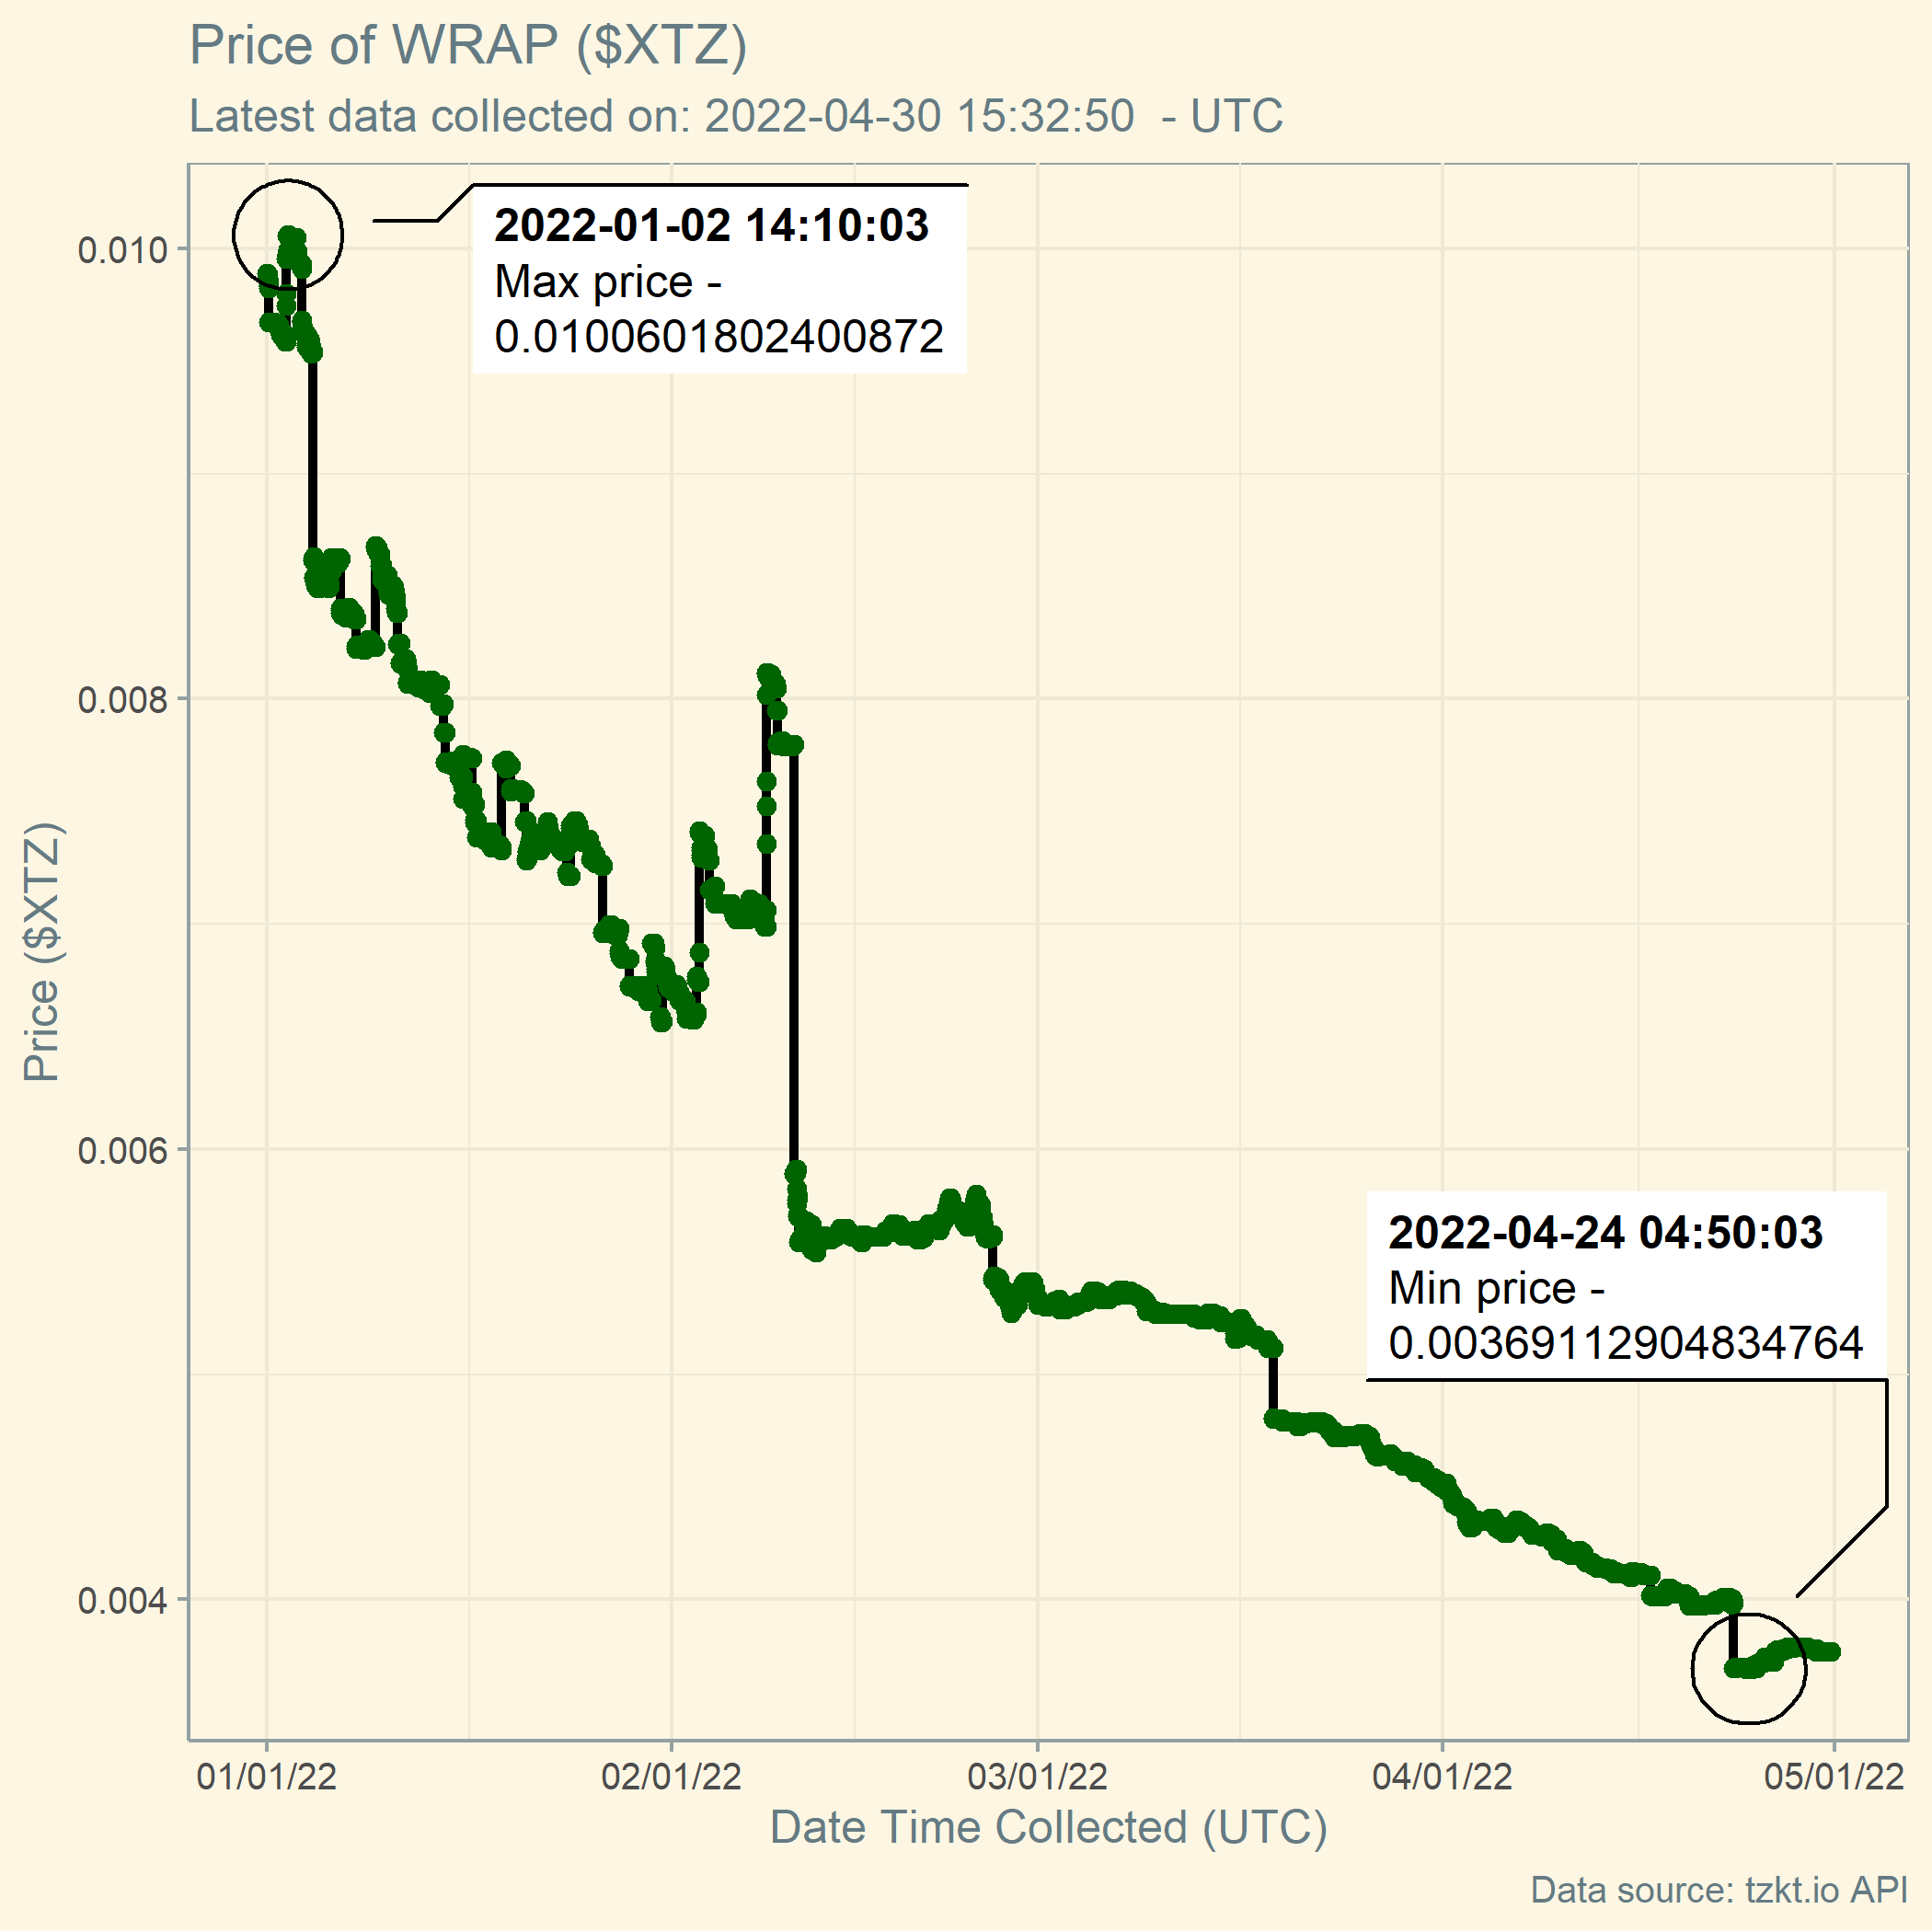 Price of WRAP ($XTZ)
Latest data collected on: 2022-04-30 15:32:50  - UTC
2022-01-02 14:10:03
Max price -
0.0100601802400872
0.010
0.008
0.006
0.004
Price ($XTZ)
2022-04-24 04:50:03
Min price -
0.00369112904834764
01/01/22
02/01/22
03/01/22
04/01/22
05/01/22
Date Time Collected (UTC)
Data source: tzkt.io API